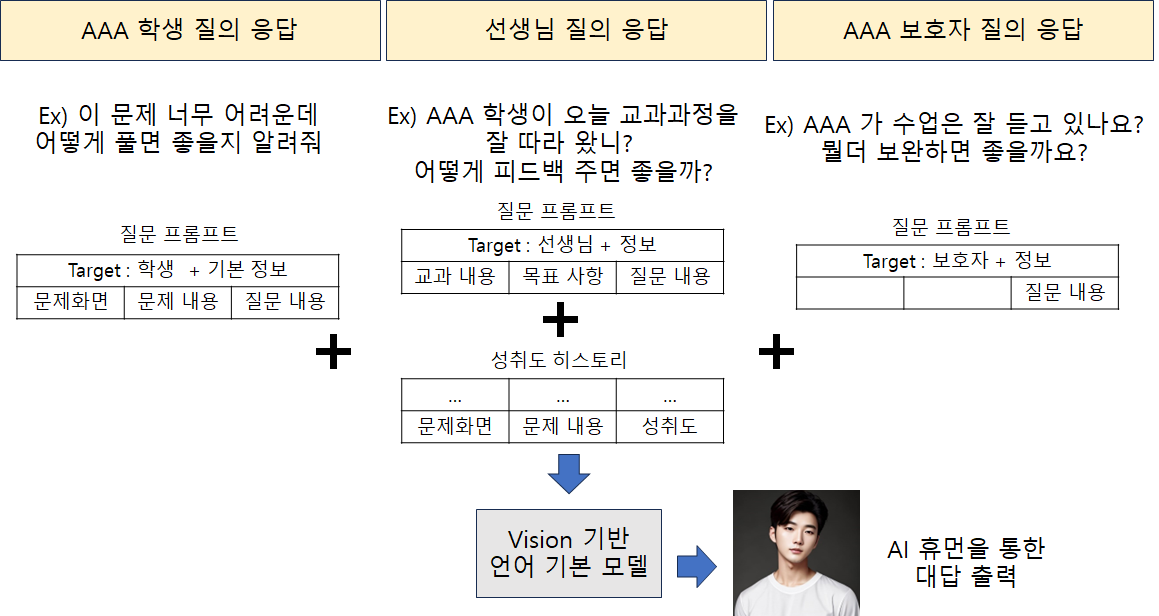 AAA 학생 질의 응답
선생님 질의 응답
AAA 보호자 질의 응답
Ex) 이 문제 너무 어려운데
어떻게 풀면 좋을지 알려줘
Ex) AAA 학생이 오늘 교과과정을
잘 따라 왔니?
어떻게 피드백 주면 좋을까?
Ex) AAA 가 수업은 잘 듣고 있나요?
뭘더 보완하면 좋을까요?
질문 프롬프트
Target : 학생 + 기본 정보
문제화면 문제 내용 질문 내용
질문 프롬프트
Target : 선생님 + 정보
교과 내용 목표 사항 질문 내용
질문 프롬프트
Target : 보호자 + 정보
질문 내용
+
+
+
성취도 히스토리
... ... ...
문제화면 문제 내용 성취도
Vision 기반
언어 기본 모델
AI 휴먼을 통한
대답 출력